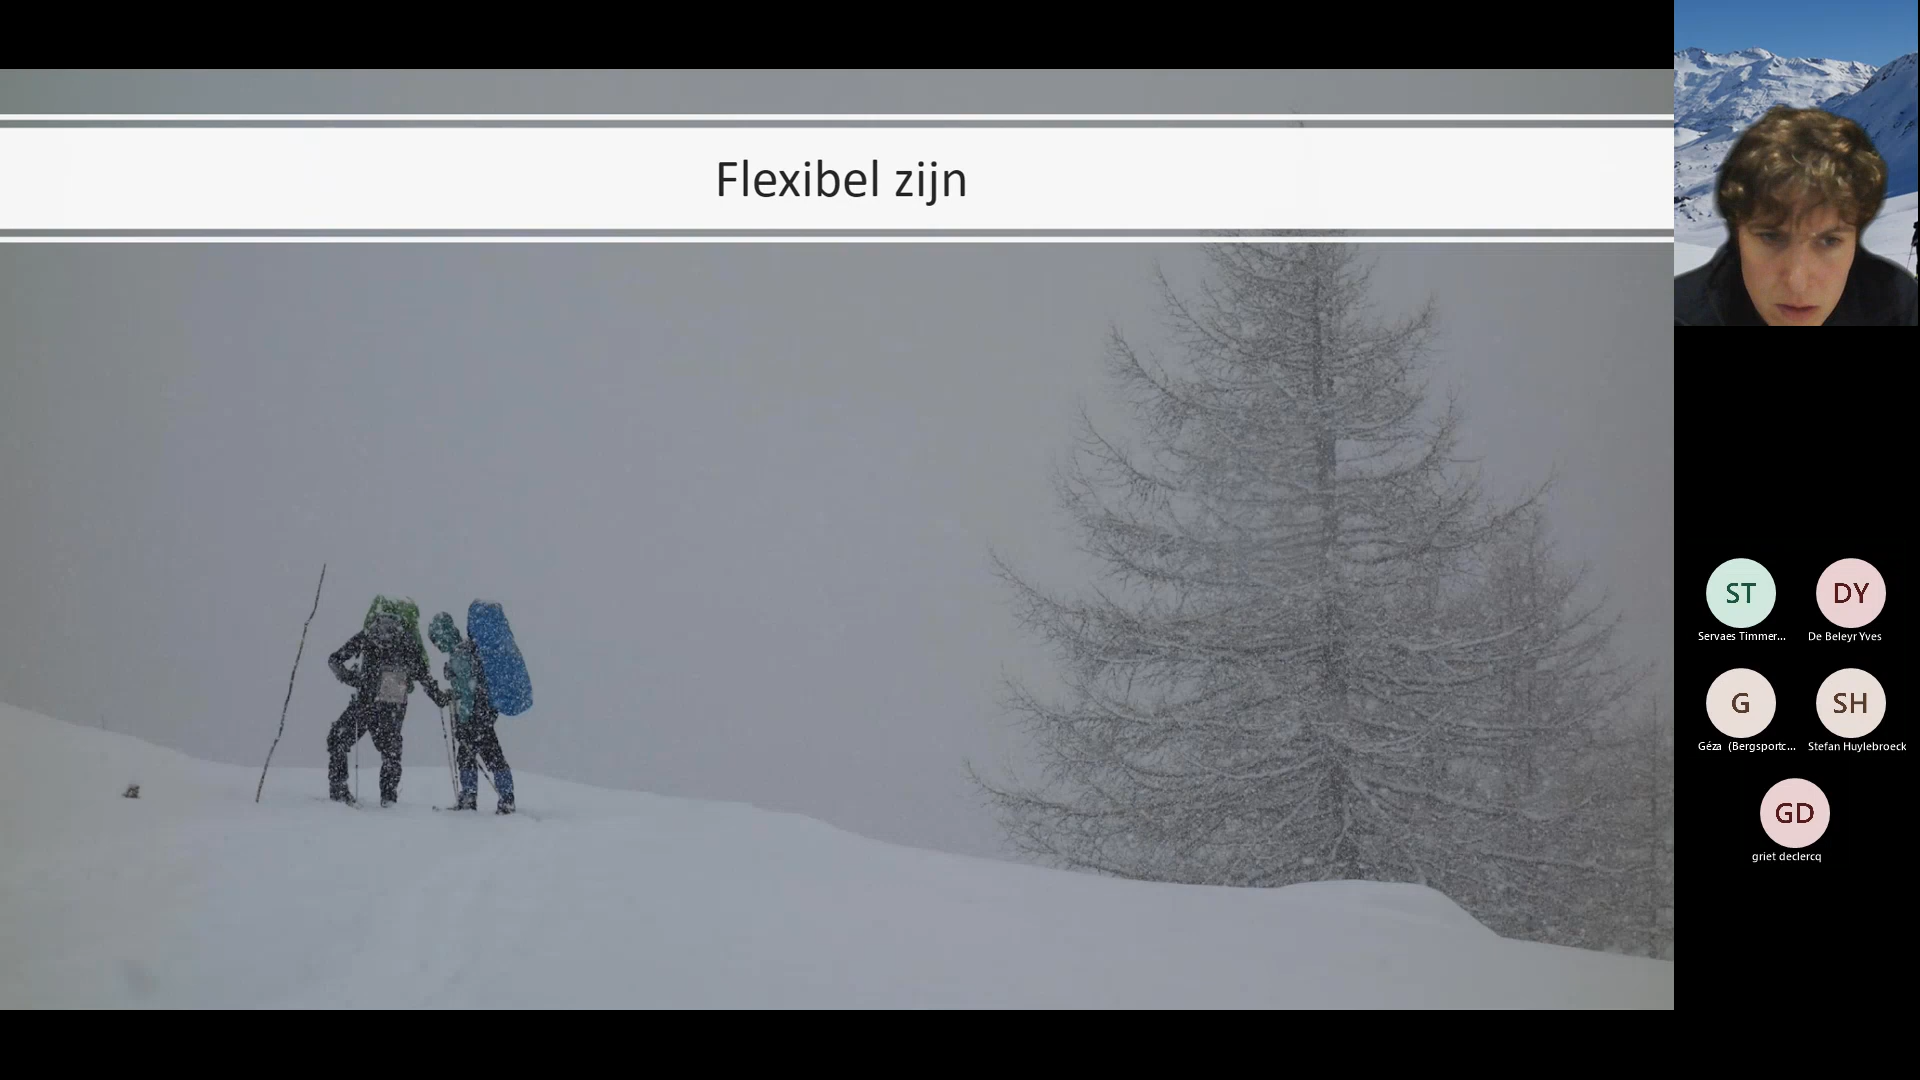 Flexibel zijn
ST
DY
Servaes Timmer...
De Beleyr Yves
G
SH
Géza (Bergsportc...
Stefan Huylebroeck
GD
griet declercq